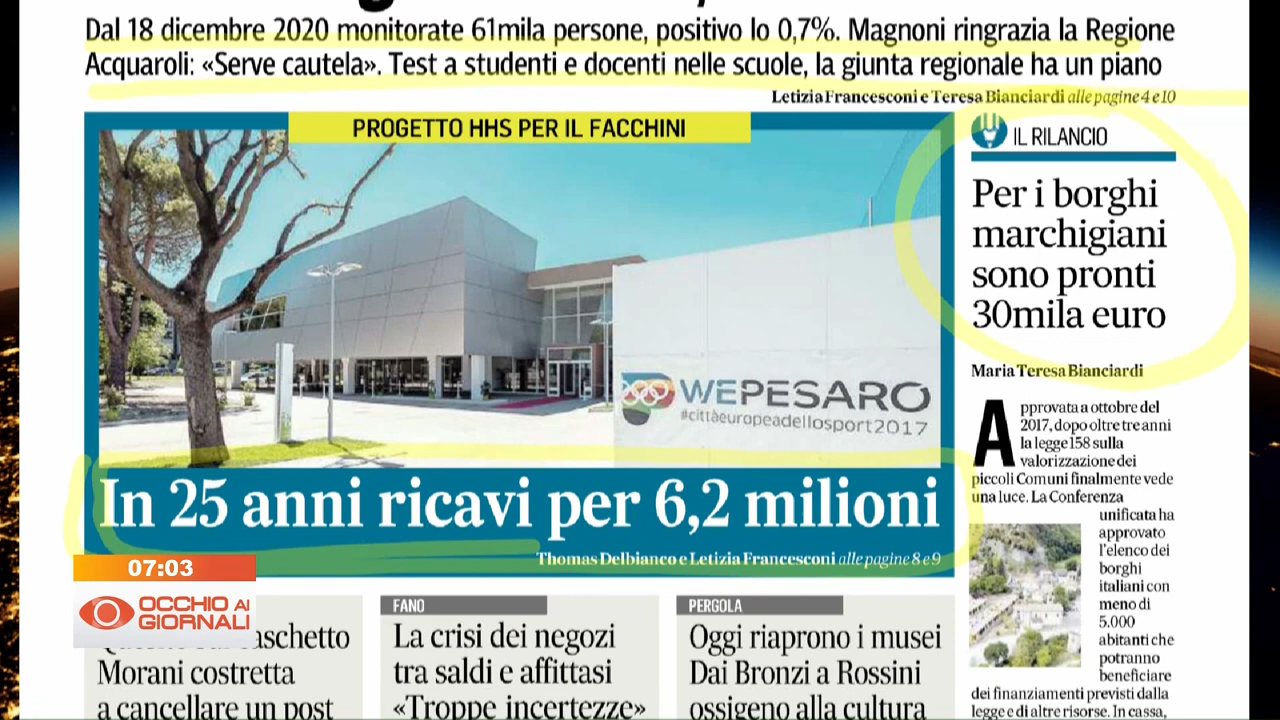 Dal 18 dicembre 2020 monitorate 61mila persone, positivo lo 0,7%. Magnoni ringrazia la Regione
Acquaroli: «Serve cautela». Test a studenti e docenti nelle scuole, la giunta regionale ha un piano
Letizia Francesconi e Teresa Bianciardi alle pagine 4 e 10
PROGETTO HHS PER IL FACCHINI
WEPESARO
#cittàeuropeadellosport2017
In 25 anni ricavi per 6,2 milioni
Thomas Delbianco e Letizia Francesconi alle pagine 8 e 9
IL RILANCIO
Per i borghi
marchigiani
sono pronti
30mila euro
Maria Teresa Bianciardi
Approvata a ottobre del
2017, dopo oltre tre anni
la legge 158 sulla
valorizzazione dei
piccoli Comuni finalmente vede
una luce. La Conferenza
unificata ha
approvato
l'elenco dei
borghi
italiani con
meno di
5.000
abitanti che
potranno
beneficiare
dei finanziamenti previsti dalla
legge e di altre risorse. In cassa,
07:03
OCCHIO AI
GIORNALI
Morani costretta
a cancellare un post
FANO
La crisi dei negozi
tra saldi e affittasi
«Troppe incertezze»
PERGOLA
Oggi riaprono i musei
Dai Bronzi a Rossini
ossigeno alla cultura